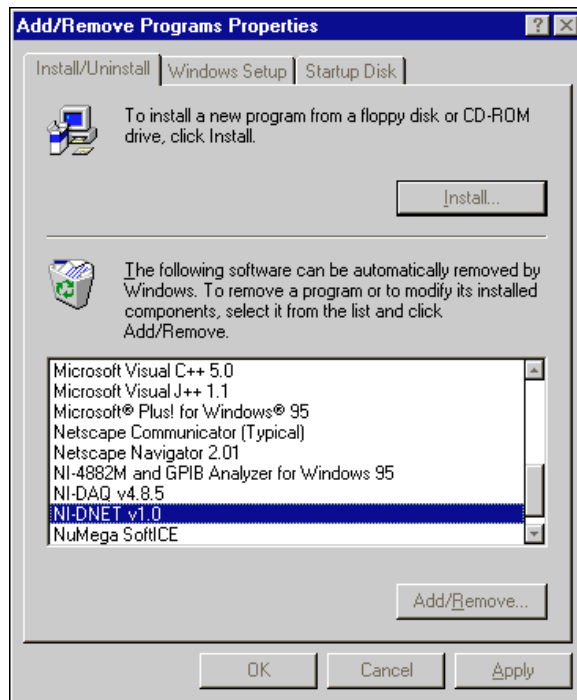 Add/Remove Programs Properties
Install/Uninstall
Windows Setup
Startup Disk
To install a new program from a floppy disk or CD-ROM
drive, click Install.
Install...
The following software can be automatically removed by
Windows. To remove a program or to modify its installed
components, select it from the list and click
Add/Remove.
Microsoft Visual C++ 5.0
Microsoft Visual J++ 1.1
Microsoft® Plus! for Windows® 95
Netscape Communicator (Typical)
Netscape Navigator 2.01
NI-4882M and GPIB Analyzer for Windows 95
NI-DAQ v4.8.5
NI-DNET v1.0
NuMega SoftICE
Add/Remove...
OK
Cancel
Apply